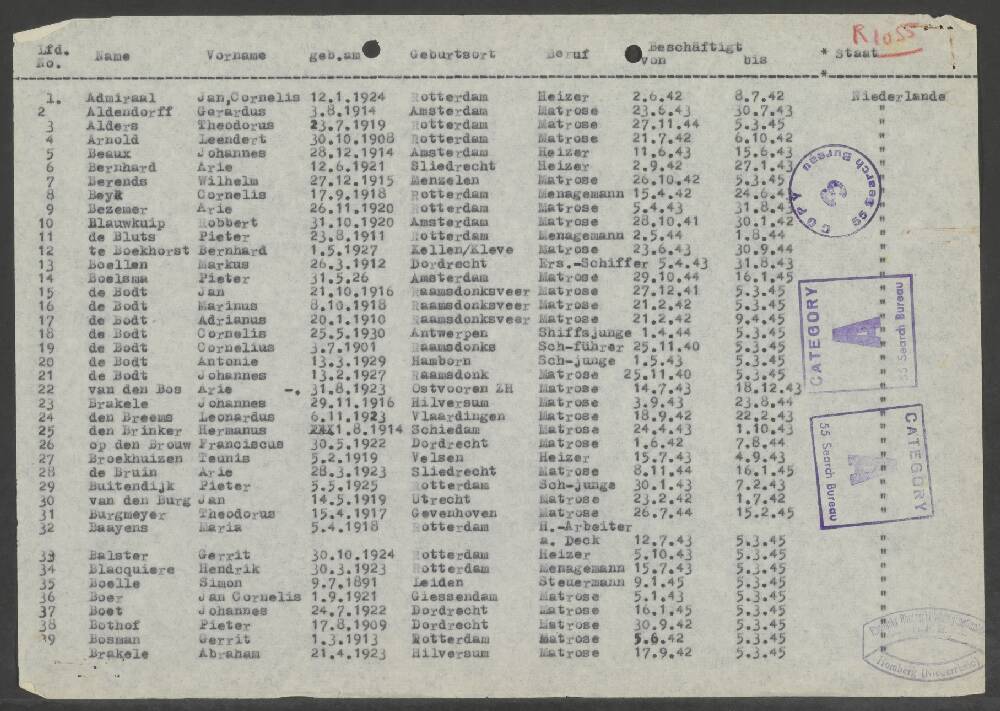 R1055
Lfd. No. Name Vorname geb.am Geburtsort Beruf Beschäftigt von bis * Staat
*
1. Admiraal Jan,Cornelis 12.1.1924 Rotterdam Heizer 2.6.42 8.7.42 Niederlande
2 Aldendorff Gerardus 3.8.1914 Amsterdam Matrose 23.6.43 30.7.43 "
3 Alders Theodorus 23.7.1919 Rotterdam Matrose 27.11.44 5.3.45 "
4 Arnold Leendert 30.10.1908 Rotterdam Matrose 21.7.42 6.10.42 "
5 Beaux Johannes 28.12.1914 Amsterdam Heizer 11.6.43 15.6.43 "
6 Bernhard Arie 12.6.1921 Sliedrecht Heizer 2.9.42 27.1.43 "
7 Berends Wilhelm 27.12.1915 Menzelen Matrose 26.10.42 5.3.45 "
8 Beyk Cornelis 17.9.1918 Rotterdam Menagemann 15.4.42 24.6.4
9 Bezemer Arie 26.11.1920 Rotterdam Matrose 5.4.43 31.8.43
10 Blauwkuip Robbert 31.10.1920 Amsterdam Matrose 28.10.41 30.1.42
11 de Bluts Pieter 23.8.1911 Rotterdam Menagemann 2.5.44 1.8.44 "
12 te Boekhorst Bernhard 1.5.1927 Kellen/Kleve Matrose 23.6.43 30.9.44 "
13 Boellen Markus 26.3.1912 Dordrecht Ers.-Schiffer 5.4.43 31.8.43 "
14 Boelsma Pieter 31.5.26 Amsterdam Matrose 29.10.44 16.1.45 "
15 de Bodt Jan 21.10.1916 Raamsdonksveer Matrose 27.12.41 5.3.45 "
16 de Bodt Marinus 8.10.1918 Raamsdonksveer Matrose 21.2.42 5.3.45 "
17 de Bodt Adrianus 20.1.1910 Raamsdonksveer Matrose 21.2.42 9.4.45 "
18 de Bodt Cornelis 25.5.1930 Antwerpen Shiffsjunge 1.4.44 5.3.45 "
19 de Bodt Cornelius 3.7.1901 Raamsdonks Sch-führer 25.11.40 5.3.45 "
20 de Bodt Antonie 13.3.1929 Hamborn Sch-junge 1.5.43 5.3.45 "
21 de Bodt Johannes 13.2.1927 Raamsdonk Matrose 25.11.40 5.3.45 "
22 van den Bos Arie -. 31.8.1923 Ostvooren ZH Matrose 14.7.43 18.12.43 "
23 Brakele Johannes 29.11.1916 Hilversum Matrose 3.9.43 23.8.44 "
24 den Breems Leonardus 6.11.1923 Vlaardingen Matrose 18.9.42 22.2.43 "
25 den Brinker Hermanus 1.8.1914 Schiedam Matrose 24.4.43 1.10.43 "
26 op den Brouw Franciscus 30.5.1922 Dordrecht Matrose 1.6.42 7.8.44 "
27 Broekhuizen Teunis 5.2.1919 Velsen Heizer 15.7.43 4.9.43 "
28 de Bruin Arie 28.3.1923 Sliedrecht Matrose 8.11.44 16.1.45 "
29 Buitendijk Pieter 5.5.1925 Rotterdam Sch-junge 30.1.43 7.2.43 "
30 van den Burg Jan 14.5.1919 Utrecht Matrose 23.2.42 1.7.42 "
31 Burgmeyer Theodorus 15.4.1917 Gevenhoven Matrose 26.7.44 15.2.45 "
32 Baayens Maria 5.4.1918 Rotterdam H.-Arbeiter
a. Deck 12.7.43 5.3.45 "
33 Balster Gerrit 30.10.1924 Rotterdam Heizer 5.10.43 5.3.45 "
34 Blacquiere Hendrik 30.3.1923 Rotterdam Menagemann 15.7.43 5.3.45 "
35 Boelle Simon 9.7.1891 Leiden Steuermann 9.1.45 5.3.45 "
36 Boer Jan Cornelis 1.9.1921 Giessendam Matrose 5.1.43 5.3.45 "
37 Boet Johannes 24.7.1922 Dordrecht Matrose 16.1.45 5.3.45 "
38 Bothof Pieter 17.8.1909 Dordrecht Matrose 30.9.42 5.3.45 "
39 Bosman Gerrit 1.3.1913 Rotterdam Matrose 5.6.42 5.3.45
Brakele Abraham 21.4.1923 Hilversum Matrose 17.9.42 5.3.45
COPY
SS Search Bureau
CATEGORY
A
SS Search Bureau
CATEGORY
A
SS Search Bureau
Homberg (Niederrhein)